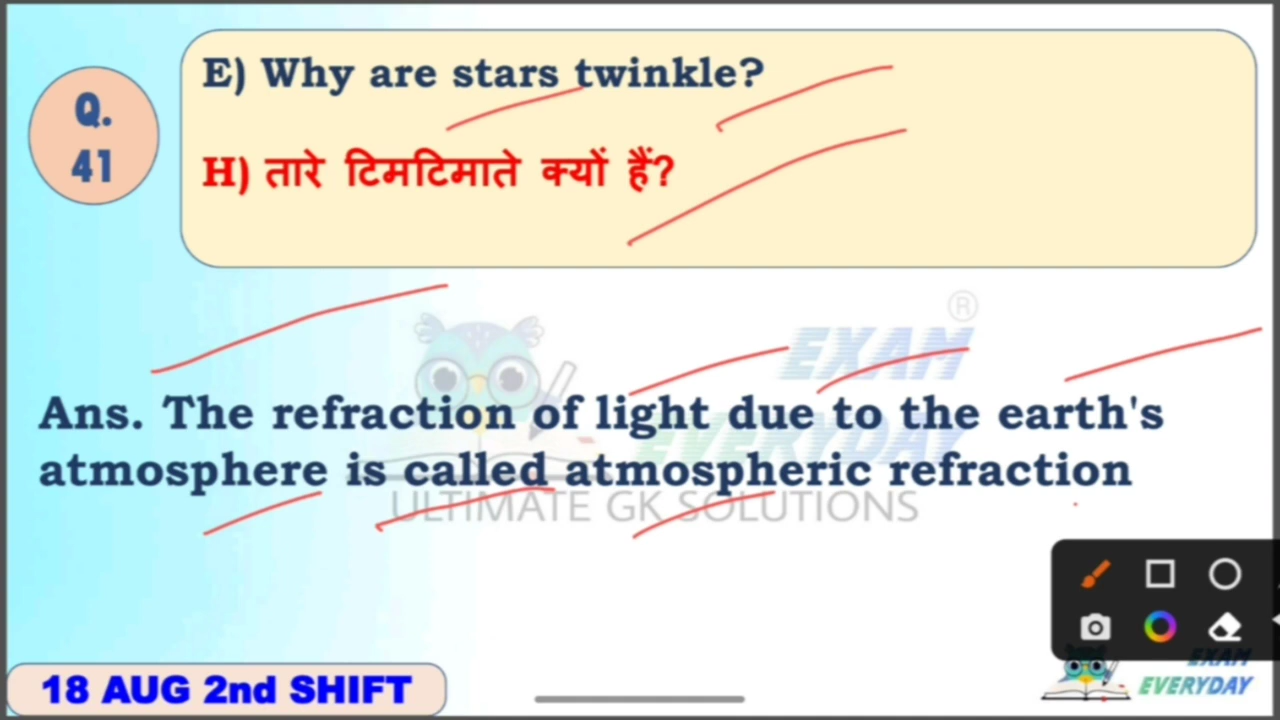 Q.
41
E) Why are stars twinkle?
H) तारे टिमटिमाते क्यों हैं?
®
EXAM
EVERYDAY
ULTIMATE GK SOLUTIONS
Ans. The refraction of light due to the earth's
atmosphere is called atmospheric refraction
18 AUG 2nd SHIFT
EXAM
EVERYDAY